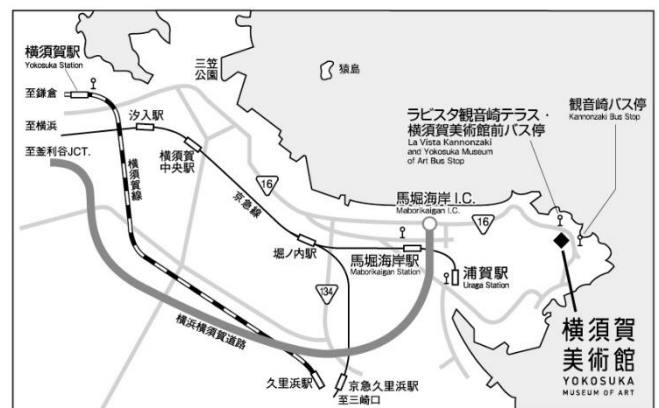 横須賀駅
Yokosuka Station
至鎌倉
至横浜
至釜利谷JCT.
汐入駅
横須賀
中央駅
三笠
公園
猿島
ラビスタ観音崎テラス・
横須賀美術館前バス停
La Vista Kannonzaki
and Yokosuka Museum
of Art Bus Stop
観音崎バス停
Kannonzaki Bus Stop
横須賀線
京急線
16
馬堀海岸I.C.
Maborikaigan I.C.
16
堀ノ内駅
馬堀海岸駅
Maborikaigan Station
浦賀駅
Uraga Station
134
横浜横須賀道路
久里浜駅
京急久里浜駅
至三崎口
横須賀
美術館
YOKOSUKA
MUSEUM OF ART